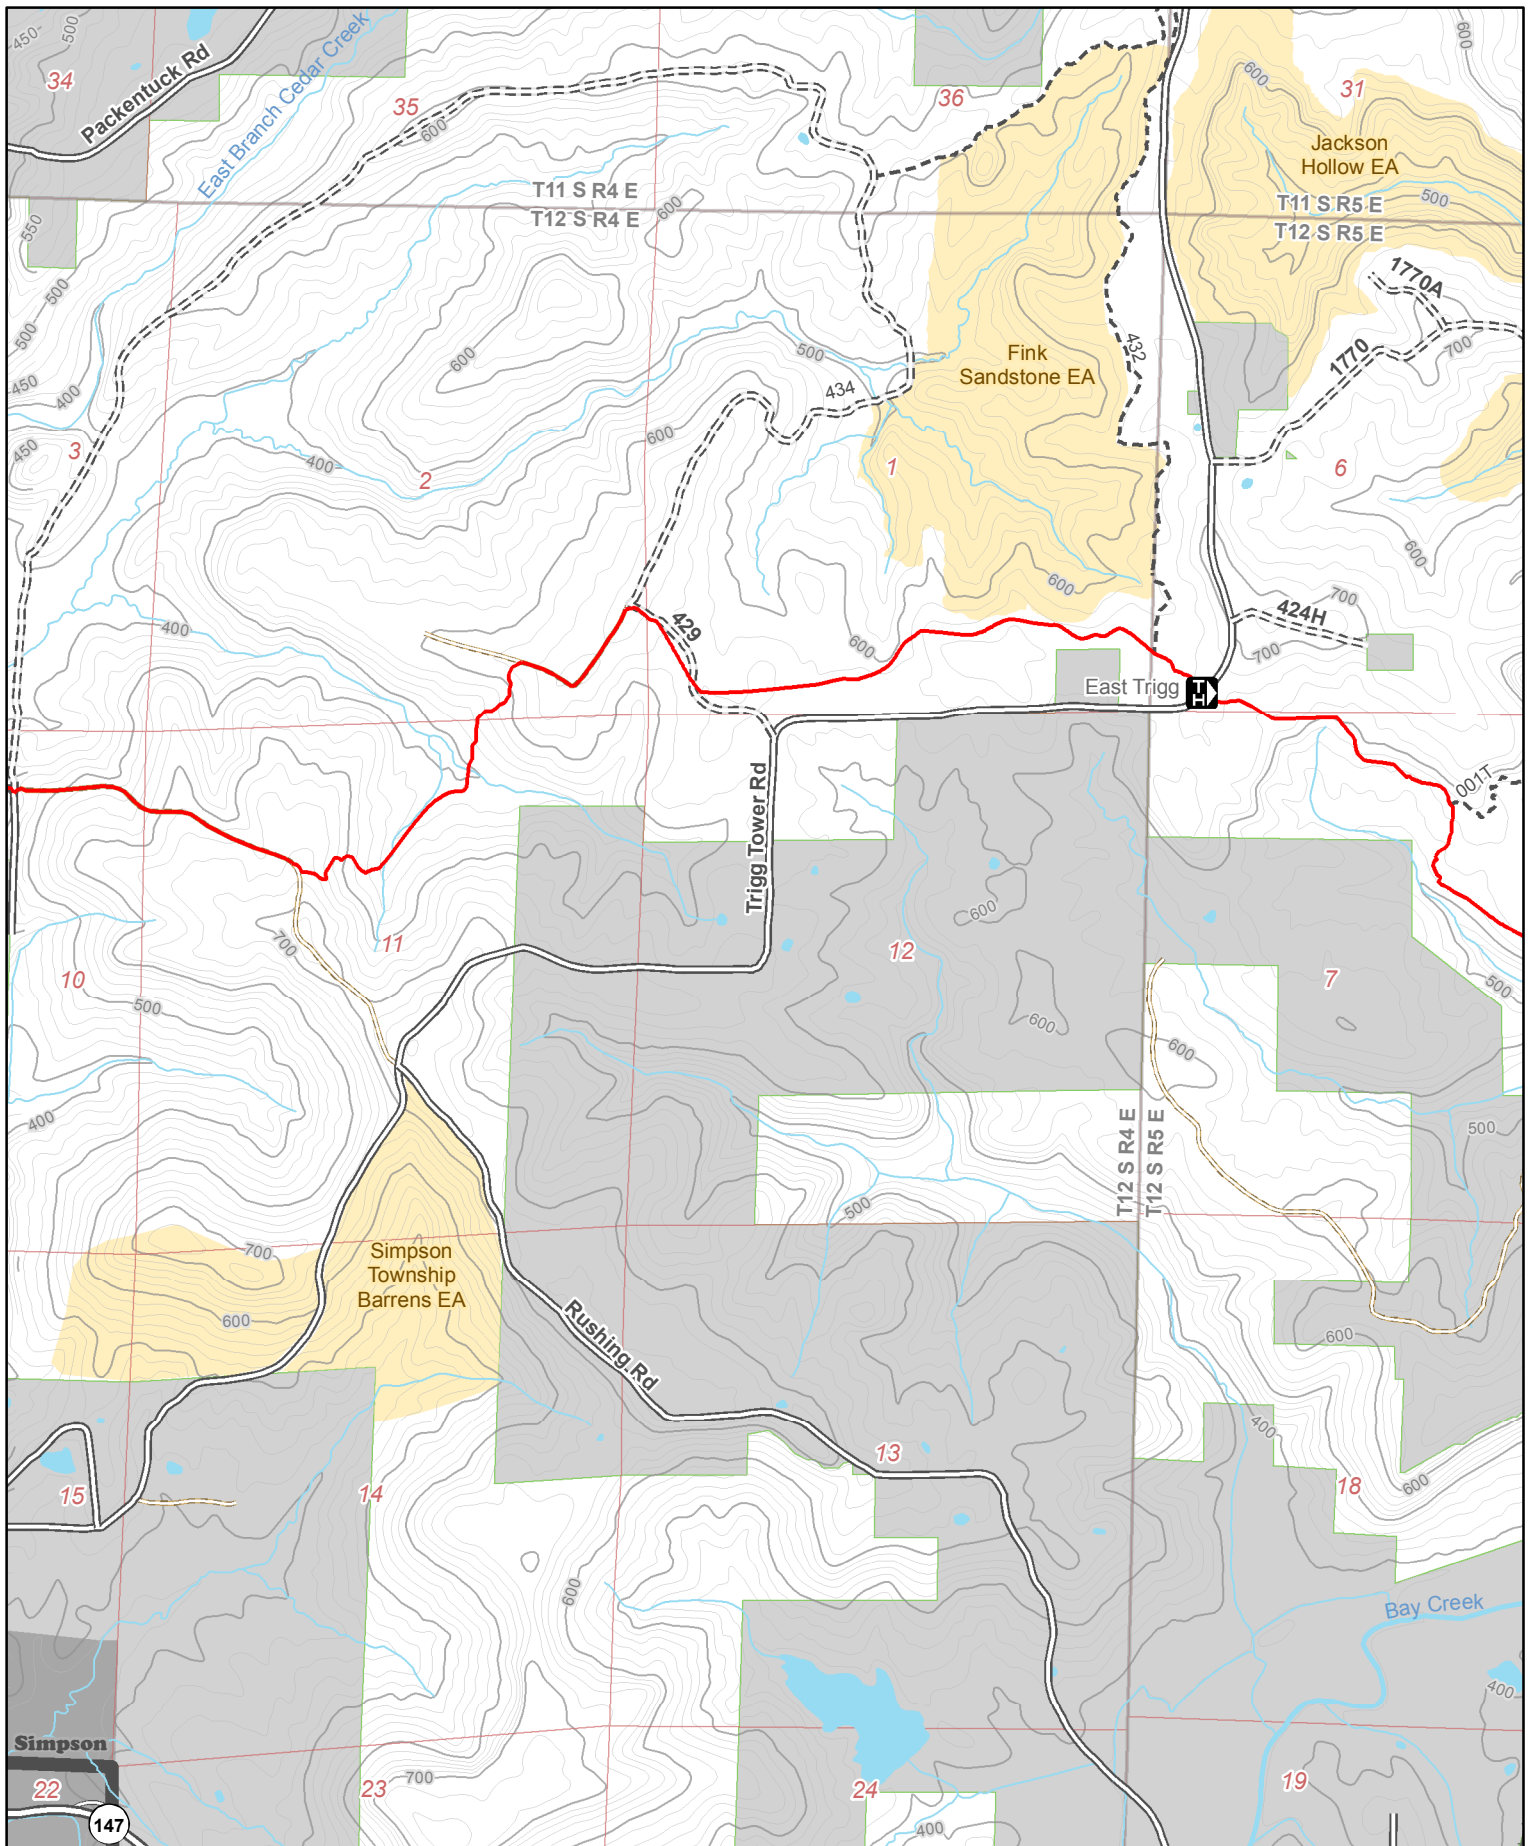 450
500
34
Packentuck Rd
East Branch Cedar Creek
35
600
36
600
31
600
Jackson
Hollow EA
T11 S R4 E
T12 S R4 E
600
T11 S R5 E
T12 S R5 E
500
550
500
500
450
400
450
3
600
500
434
Fink
Sandstone EA
432
1770A
1770
700
600
400
2
1
6
600
600
400
429
600
424H
700
700
East Trigg
TH
001T
Trigg Tower Rd
700
11
10
500
400
600
12
600
7
500
600
500
T12 S R4 E
T12 S R5 E
500
700
600
Simpson
Township
Barrens EA
Rushing Rd
600
400
13
15
14
18
600
600
Bay Creek
400
Simpson
22
23
700
24
19
147
400